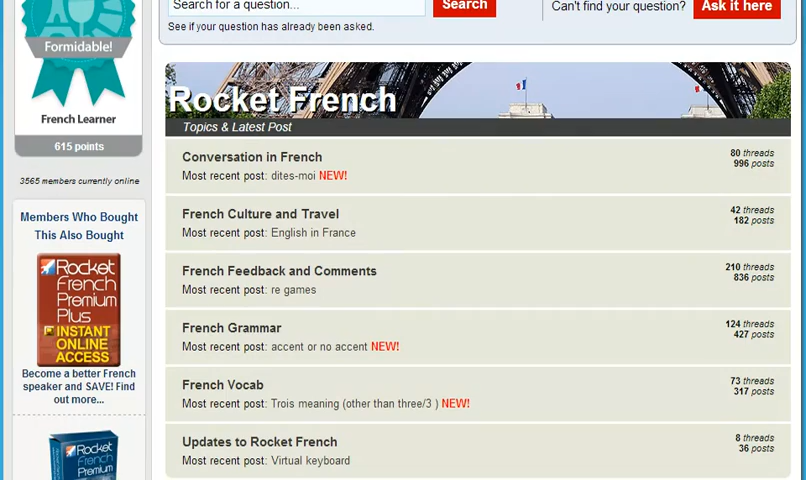 Formidable!
French Learner
615 points
3565 members currently online
Members Who Bought
This Also Bought
Rocket
French
Premium
Plus
INSTANT
ONLINE
ACCESS
Become a better French
speaker and SAVE! Find
out more...
Rocket
French
Premium
Search for a question...
Search
Can't find your question?
Ask it here
See if your question has already been asked.
Rocket French
Topics & Latest Post
Conversation in French
80 threads
Most recent post: dites-moi NEW!
996 posts
French Culture and Travel
42 threads
Most recent post: English in France
182 posts
French Feedback and Comments
210 threads
Most recent post: re games
836 posts
French Grammar
124 threads
Most recent post: accent or no accent NEW!
427 posts
French Vocab
73 threads
Most recent post: Trois meaning (other than three/3 ) NEW!
317 posts
Updates to Rocket French
8 threads
Most recent post: Virtual keyboard
36 posts